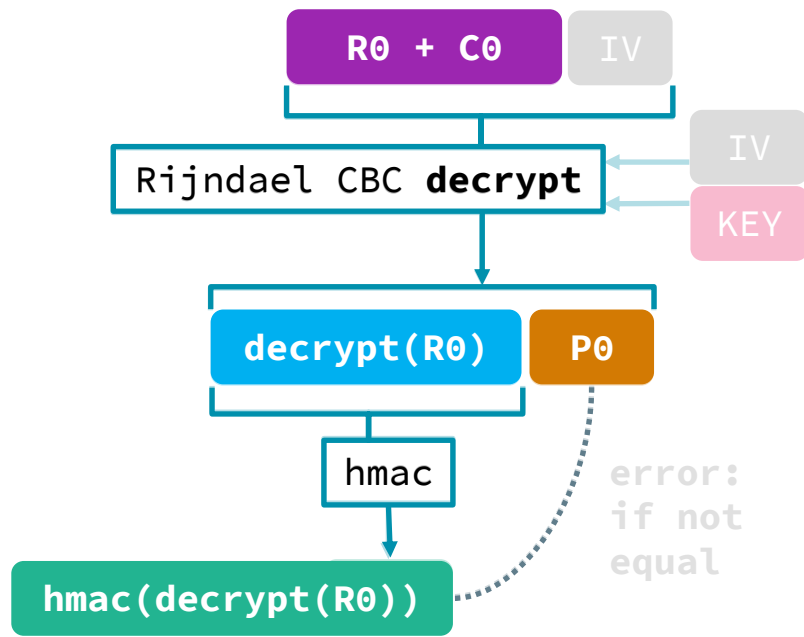 R0 + C0
IV
IV
Rijndael CBC decrypt
KEY
decrypt(R0)
P0
hmac
error:
if not
equal
hmac(decrypt(R0))